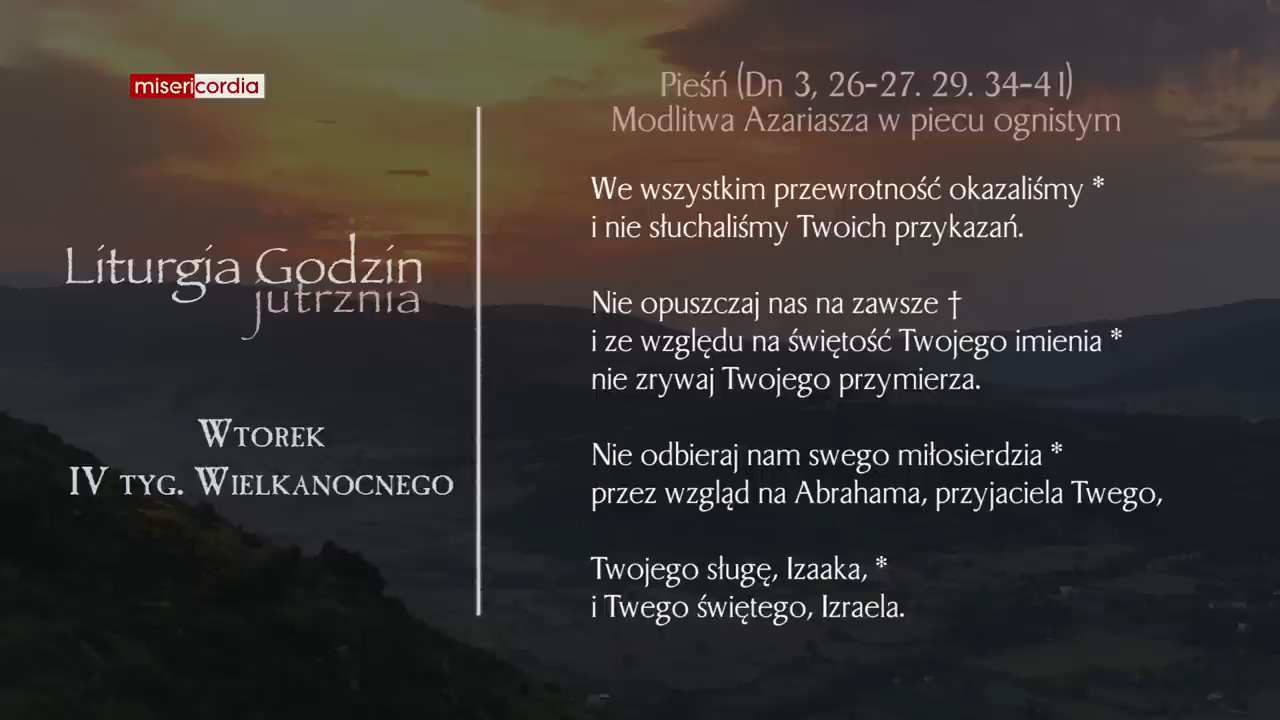 misericordia
Liturgia Godzin
jutrznia
Wtorek
IV tyg. Wielkanocnego
Pieśń (Dn 3, 26-27. 29. 34-41)
Modlitwa Azariasza w piecu ognistym
We wszystkim przewrotność okazaliśmy *
i nie słuchaliśmy Twoich przykazań.
Nie opuszczaj nas na zawsze †
i ze względu na świętość Twojego imienia *
nie zrywaj Twojego przymierza.
Nie odbieraj nam swego miłosierdzia *
przez wzgląd na Abrahama, przyjaciela Twego,
Twojego sługę, Izaaka, *
i Twego świętego, Izraela.